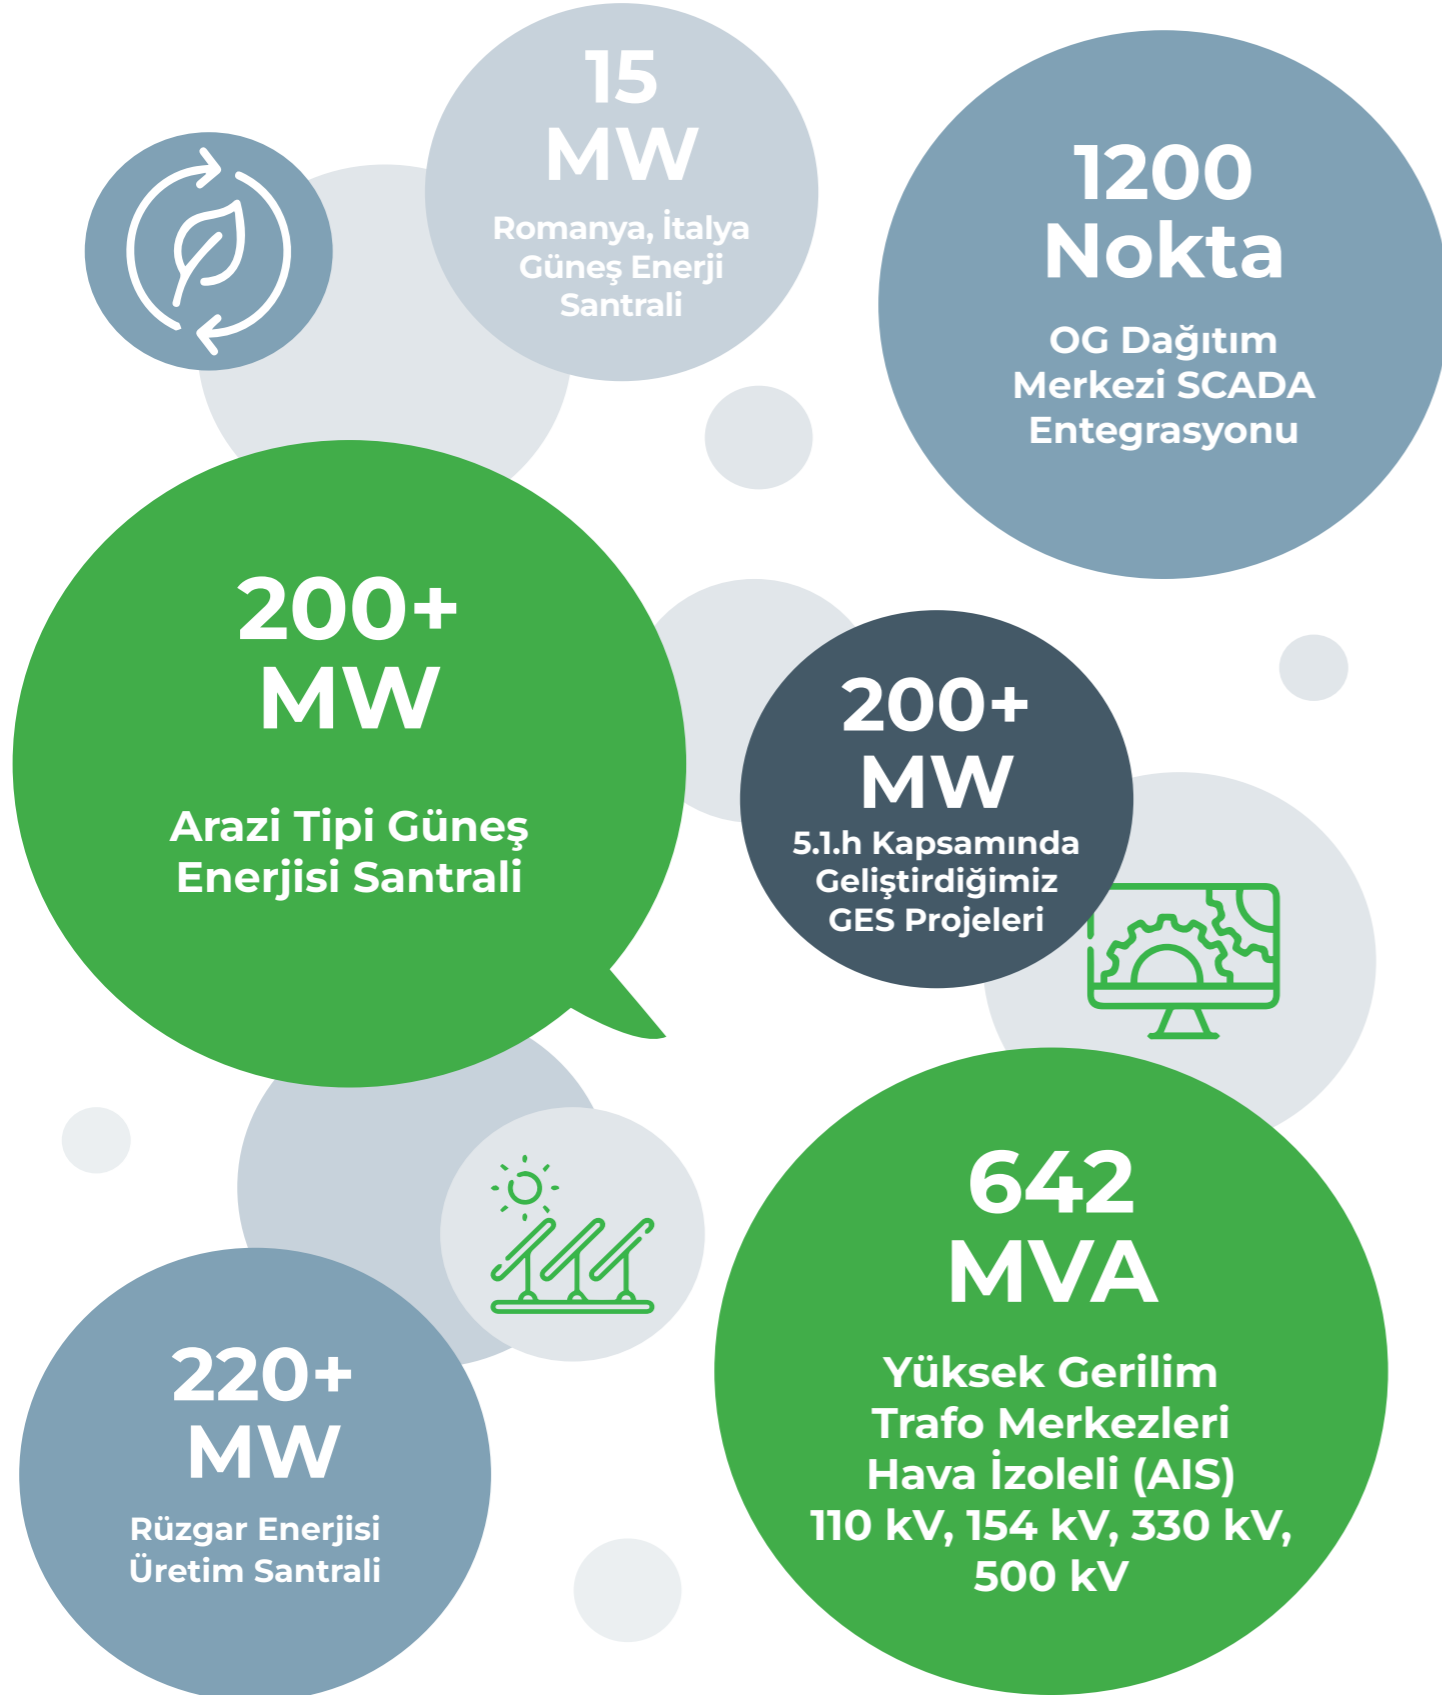 15
MW
Romanya, İtalya
Güneş Enerji
Santrali
1200
Nokta
OG Dağıtım
Merkezi SCADA
Entegrasyonu
200+
MW
Arazi Tipi Güneş
Enerjisi Santrali
200+
MW
5.1.h Kapsamında
Geliştirdiğimiz
GES Projeleri
642
MVA
Yüksek Gerilim
Trafo Merkezleri
Hava İzoleli (AIS)
110 kV, 154 kV, 330 kV,
500 kV
220+
MW
Rüzgar Enerjisi
Üretim Santrali